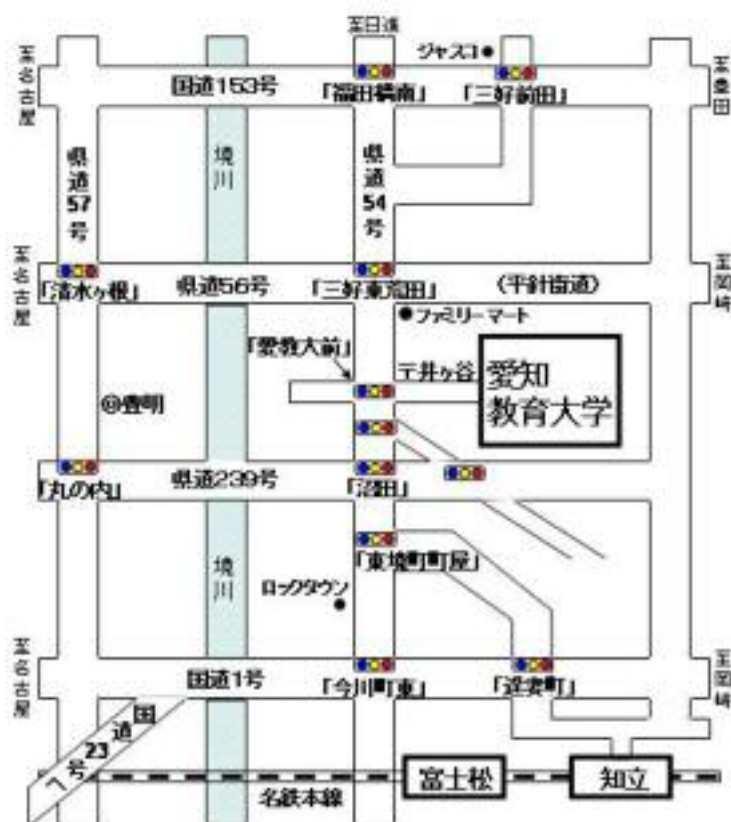 至日進
ジャスコ
至名古屋
国道153号
「福田橋南」
「三好前田」
至豊田
県道57号
境川
県道54号
至名古屋
「清水ヶ根」
県道56号
「三好東荒田」
(平針街道)
至岡崎
ファミリーマート
「愛教大前」
〒井ヶ谷
愛知
教育大学
◎豊明
「丸の内」
県道239号
「沼田」
「東境町町屋」
境川
ロックタウン
至名古屋
国道1号
「今川町東」
「逢妻町」
至岡崎
国道23号
富士松
知立
名鉄本線